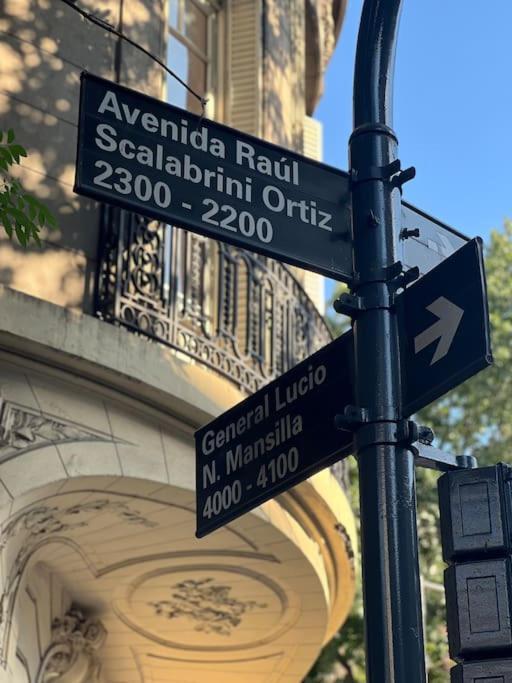 Avenida Raúl
Scalabrini Ortiz
2300 - 2200
General Lucio
N. Mansilla
4000 - 4100